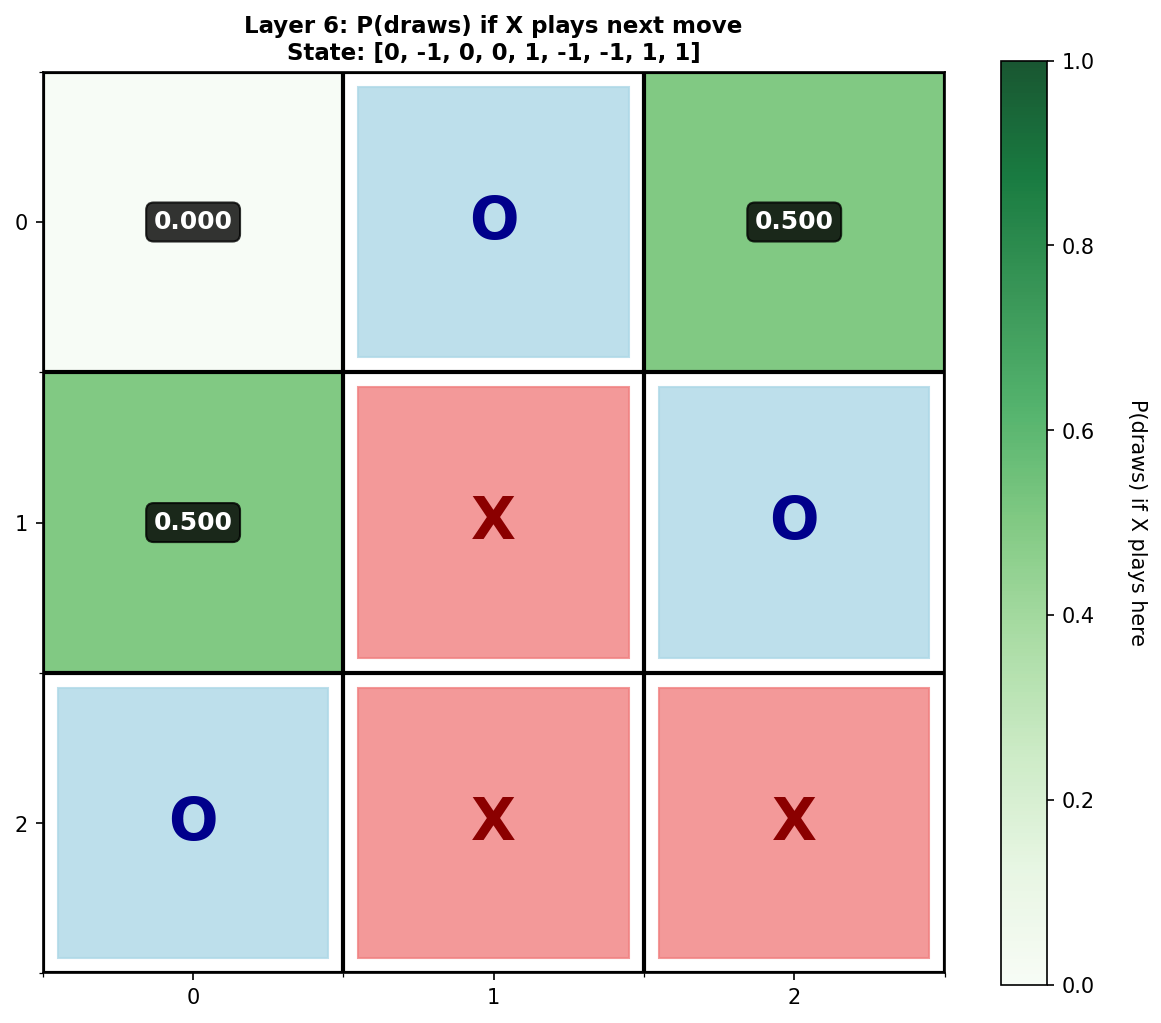 Layer 6: P(draws) if X plays next move
State: [0, -1, 0, 0, 1, -1, -1, 1, 1]
0.000
O
0.500
0.500
X
O
O
X
X
0
1
2
0
1
2
1.0
0.8
0.6
0.4
0.2
0.0
P(draws) if X plays here